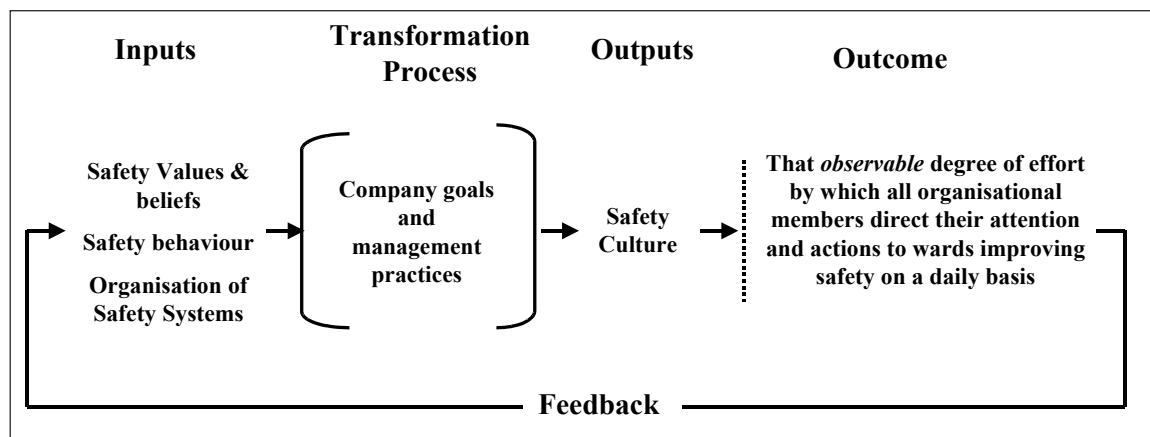 Inputs
Transformation
Process
Outputs
Outcome
Safety Values &
beliefs
Safety behaviour
Organisation of
Safety Systems
Company goals
and
management
practices
Safety
Culture
That observable degree of effort
by which all organisational
members direct their attention
and actions to wards improving
safety on a daily basis
Feedback